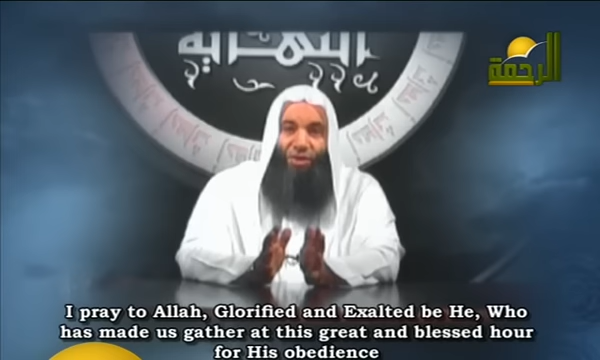 النهاية
الرحمة
I pray to Allah, Glorified and Exalted be He, Who
has made us gather at this great and blessed hour
for His obedience